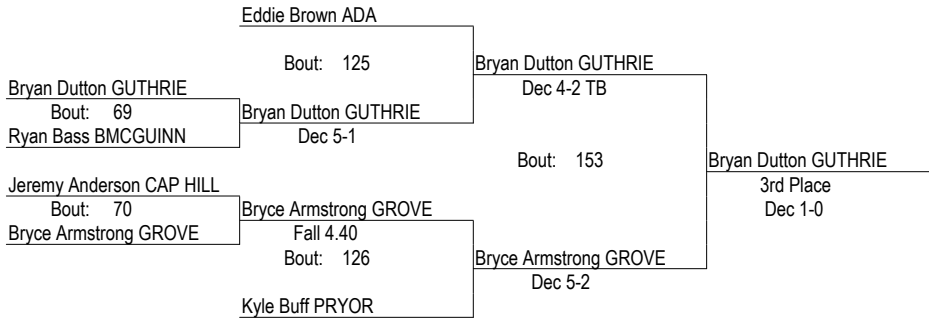 Eddie Brown ADA
Bout: 125
Bryan Dutton GUTHRIE
Bryan Dutton GUTHRIE
Dec 4-2 TB
Bout: 69
Bryan Dutton GUTHRIE
Ryan Bass BMCGUINN
Dec 5-1
Bout: 153
Bryan Dutton GUTHRIE
Jeremy Anderson CAP HILL
3rd Place
Bout: 70
Bryce Armstrong GROVE
Dec 1-0
Bryce Armstrong GROVE
Fall 4.40
Bout: 126
Bryce Armstrong GROVE
Dec 5-2
Kyle Buff PRYOR